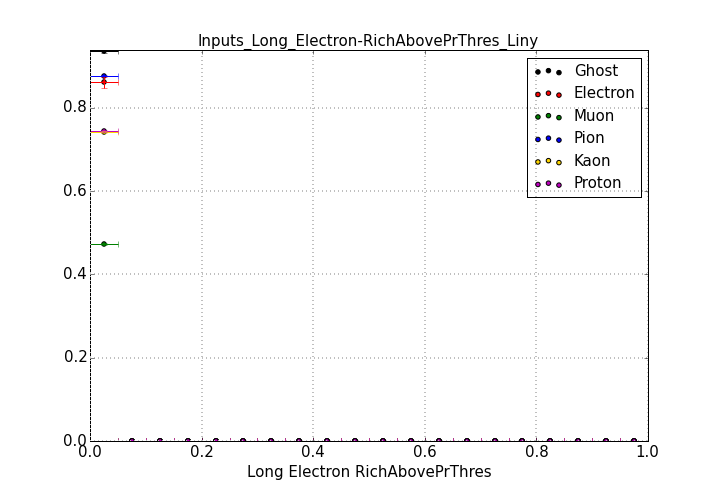 Inputs_Long_Electron-RichAbovePrThres_Liny
Ghost
Electron
Muon
Pion
Kaon
Proton
0.8
0.6
0.4
0.2
0.0
0.0 0.2 0.4 0.6 0.8 1.0
Long Electron RichAbovePrThres